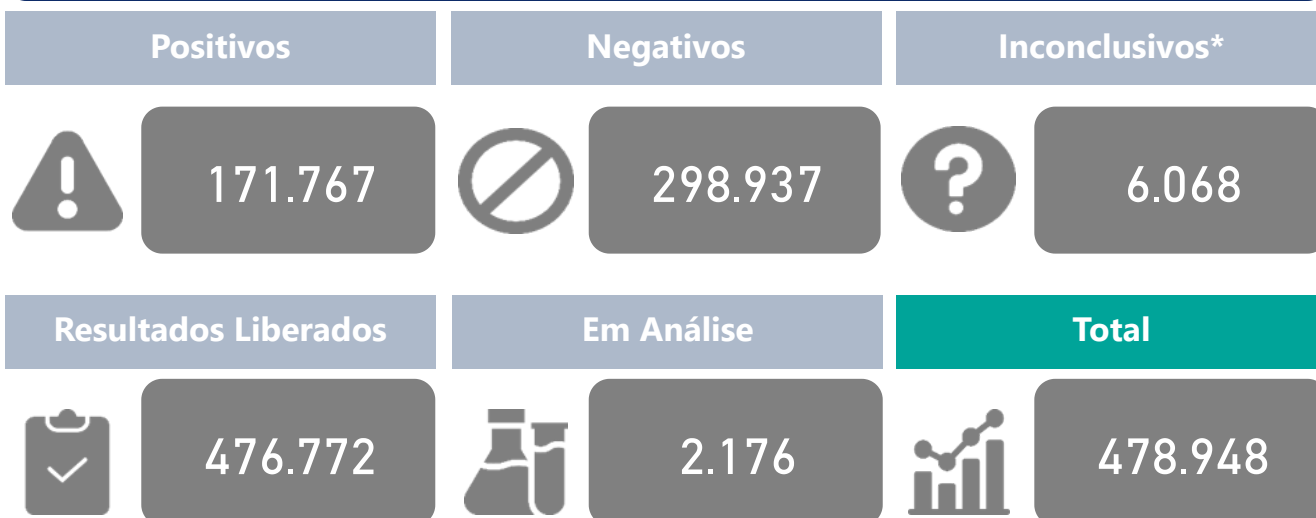 Positivos
Negativos
Inconclusivos*
171.767
298.937
6.068
Resultados Liberados
Em Análise
Total
476.772
2.176
478.948